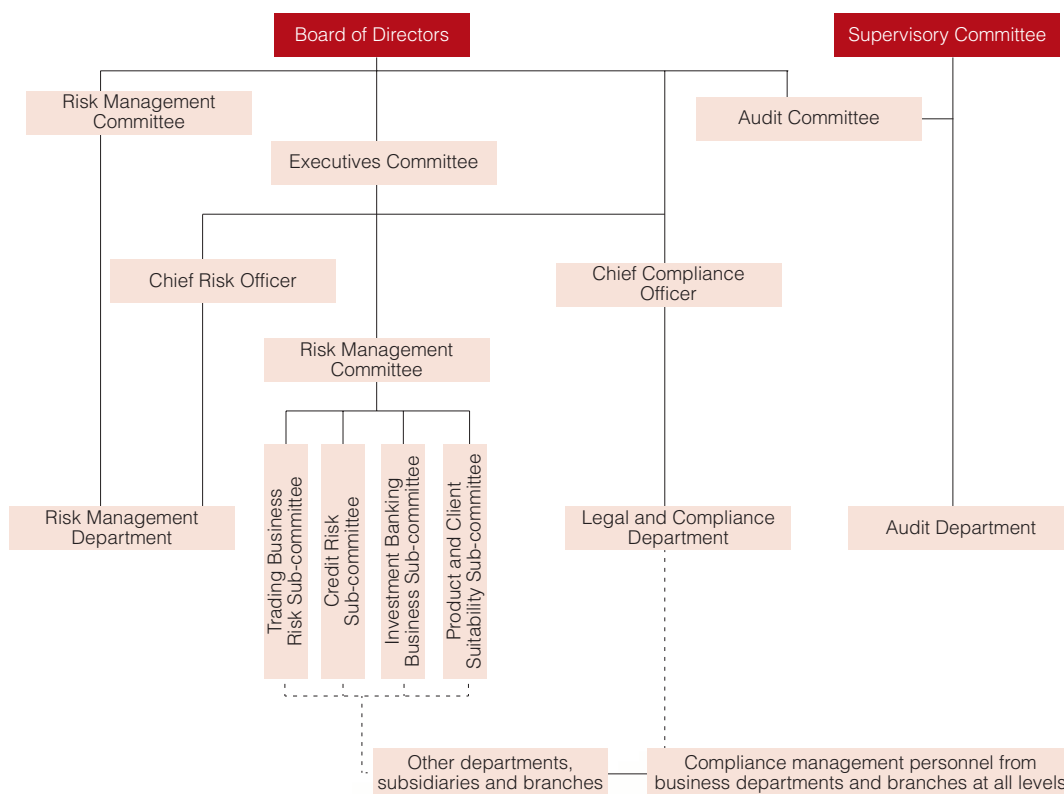 Board of Directors
Supervisory Committee
Risk Management
Committee
Audit Committee
Executives Committee
Chief Risk Officer
Chief Compliance
Officer
Risk Management
Committee
Trading Business
Risk Sub-committee
Credit Risk
Sub-committee
Investment Banking
Business Sub-committee
Product and Client
Suitability Sub-committee
Risk Management
Department
Legal and Compliance
Department
Audit Department
Other departments,
subsidiaries and branches
Compliance management personnel from
business departments and branches at all levels